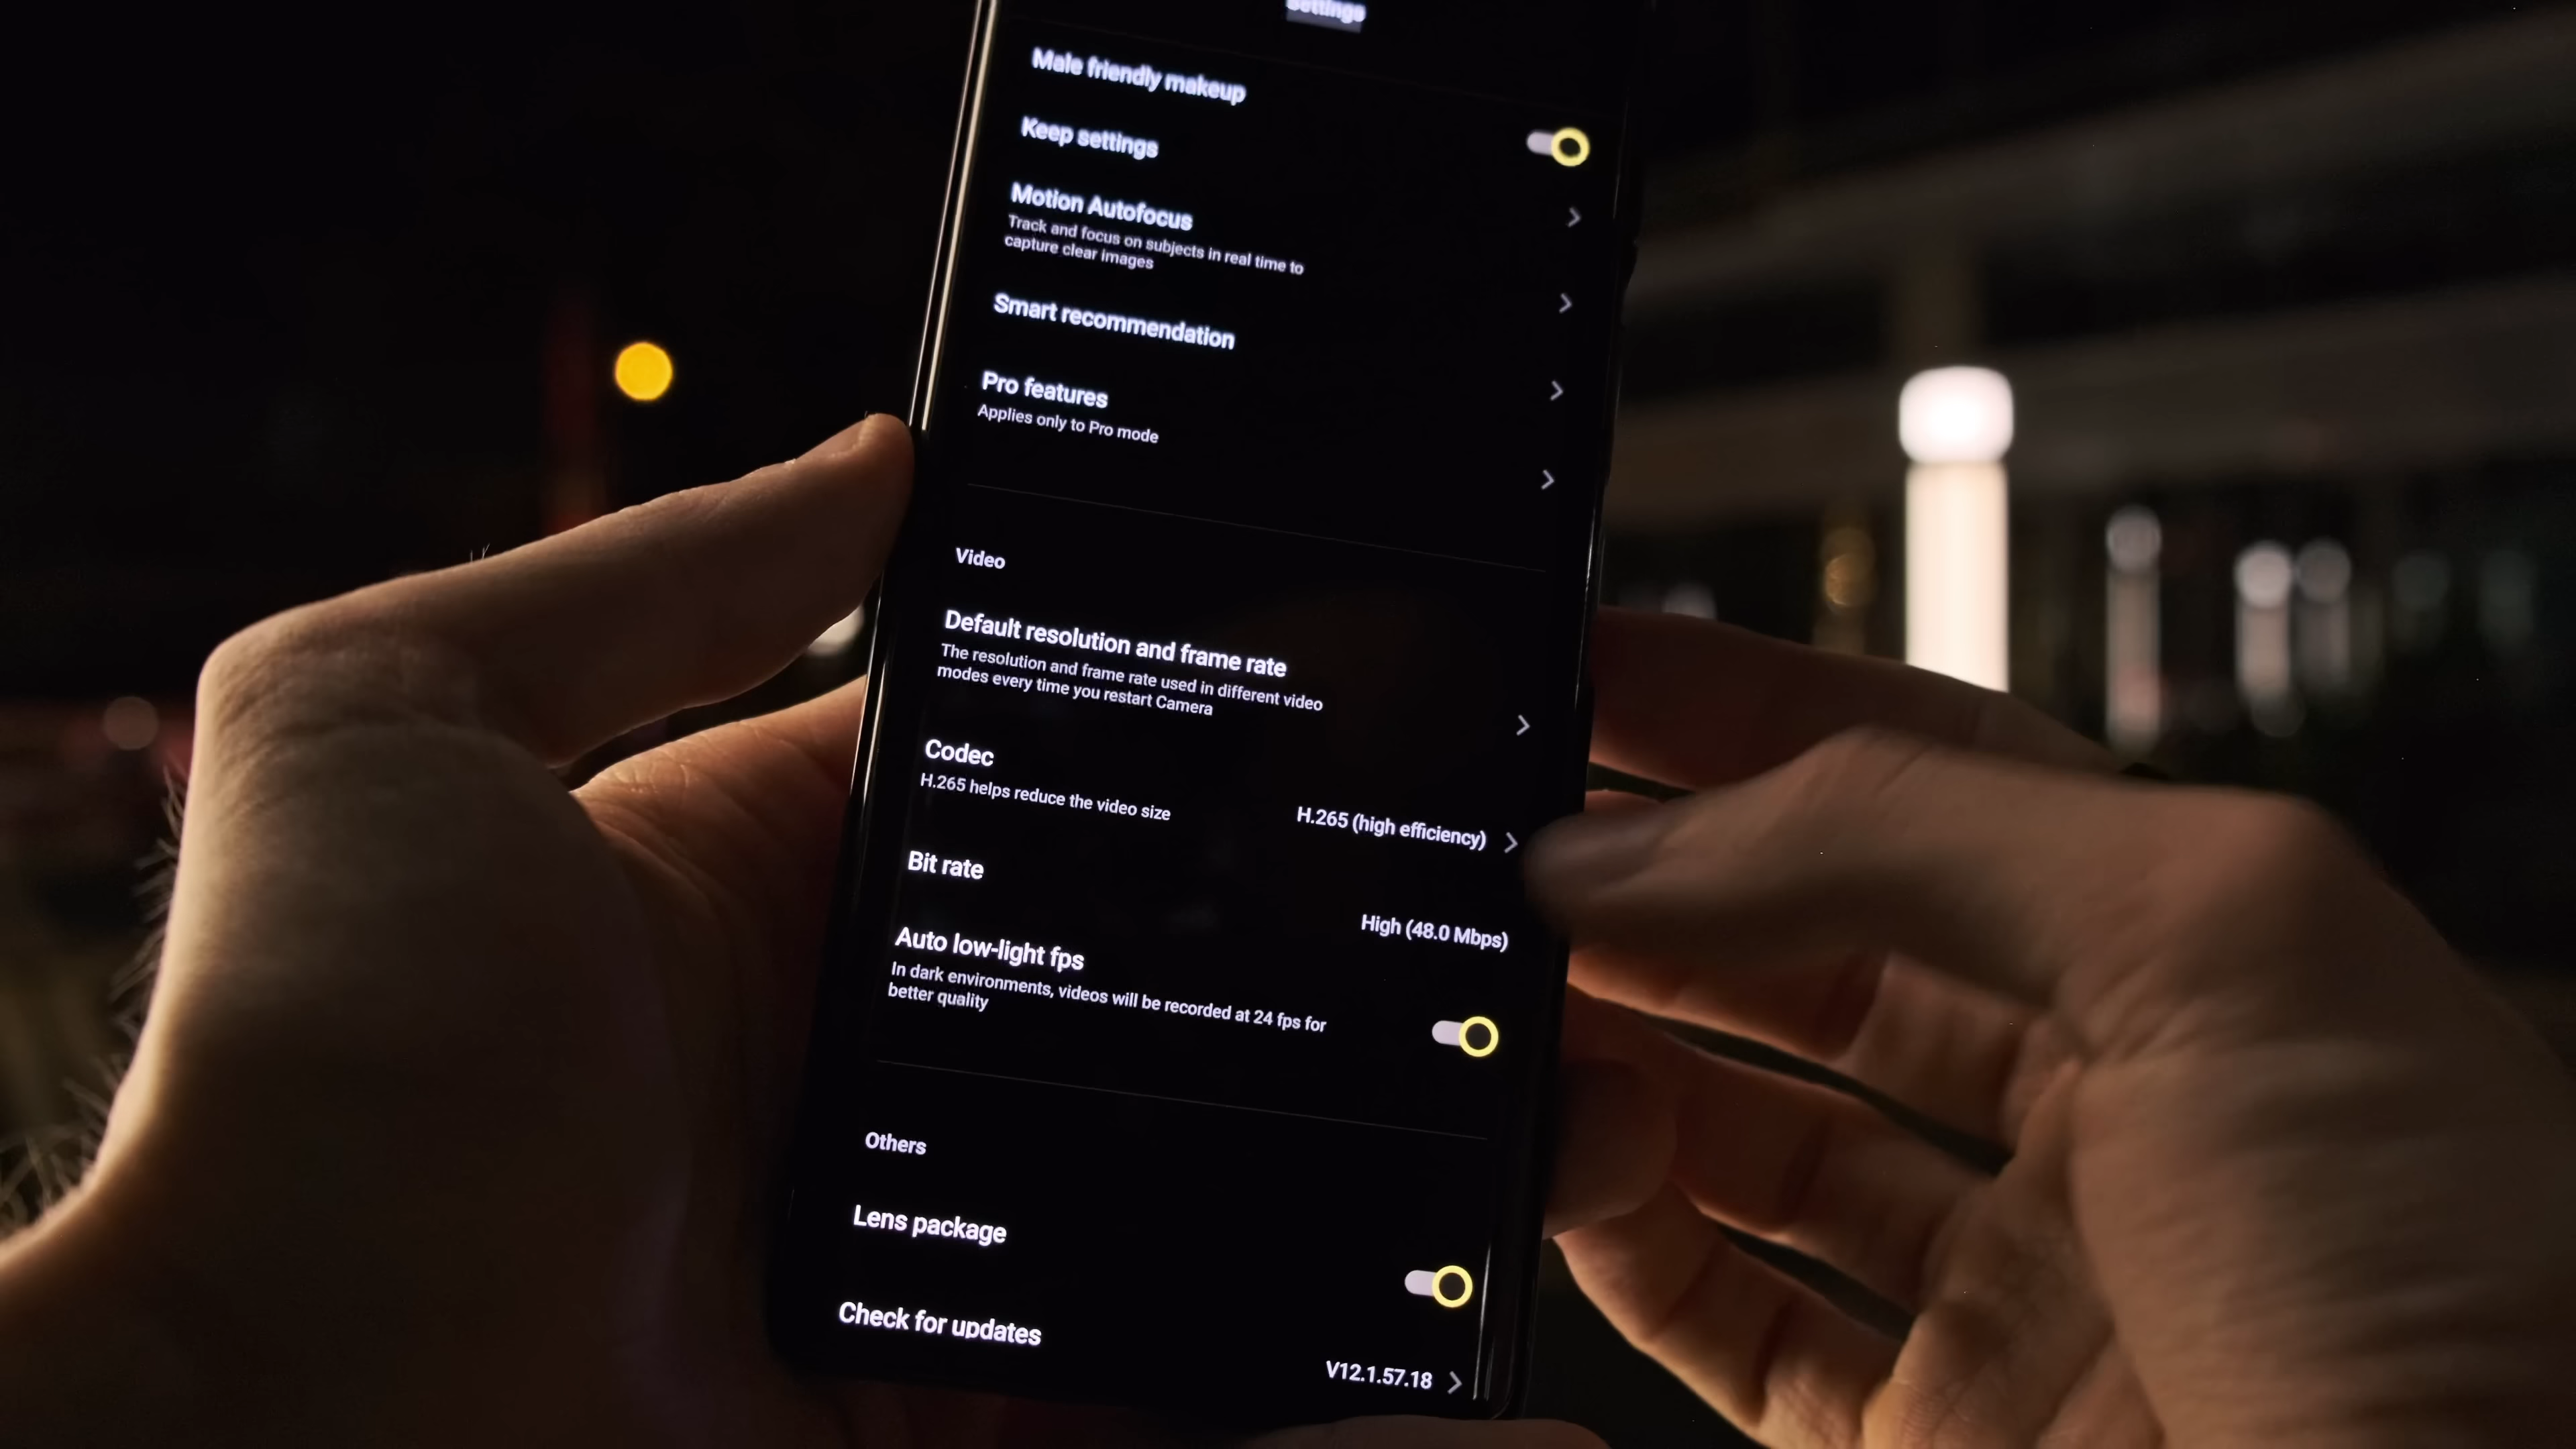 Settings
Male friendly makeup
Keep settings
Motion Autofocus
Track and focus on subjects in real time to
capture clear images
Smart recommendation
Pro features
Applies only to Pro mode
Video
Default resolution and frame rate
The resolution and frame rate used in different video
modes every time you restart Camera
Codec
H.265 helps reduce the video size
H.265 (high efficiency)
Bit rate
High (48.0 Mbps)
Auto low-light fps
In dark environments, videos will be recorded at 24 fps for
better quality
Others
Lens package
Check for updates
V12.1.57.18